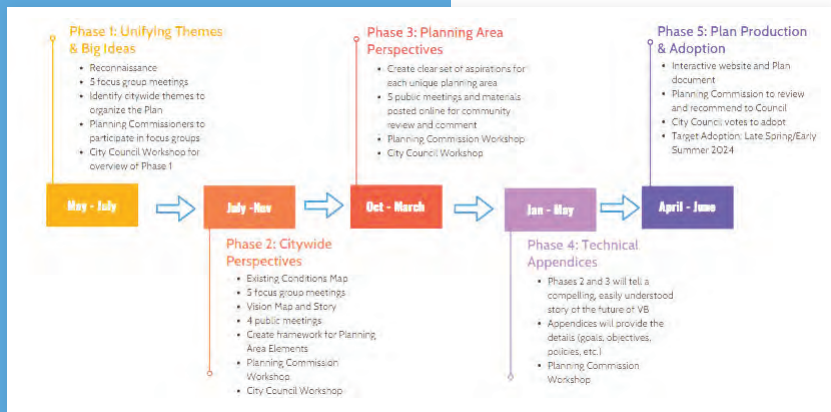 Phase 1: Unifying Themes
& Big Ideas
• Reconnaissance
• 5 focus group meetings
• Identify citywide themes to
organize the Plan
• Planning Commissioners to
participate in focus groups
• City Council Workshop for
overview of Phase 1
May - July
July -Nov
Phase 2: Citywide
Perspectives
• Existing Conditions Map
• 5 focus group meetings
• Vision Map and Story
• 4 public meetings
• Create framework for Planning
Area Elements
• Planning Commission
Workshop
• City Council Workshop
Phase 3: Planning Area
Perspectives
• Create clear set of aspirations for
each unique planning area
• 5 public meetings and materials
posted online for community
review and comment
• Planning Commission Workshop
• City Council Workshop
Oct - March
Jan - May
Phase 4: Technical
Appendices
• Phases 2 and 3 will tell a
compelling, easily understood
story of the future of VB
• Appendices will provide the
details (goals, objectives,
policies, etc.)
• Planning Commission
Workshop
Phase 5: Plan Production
& Adoption
• Interactive website and Plan
document
• Planning Commission to review
and recommend to Council
• City Council votes to adopt
• Target Adoption: Late Spring/Early
Summer 2024
April - June